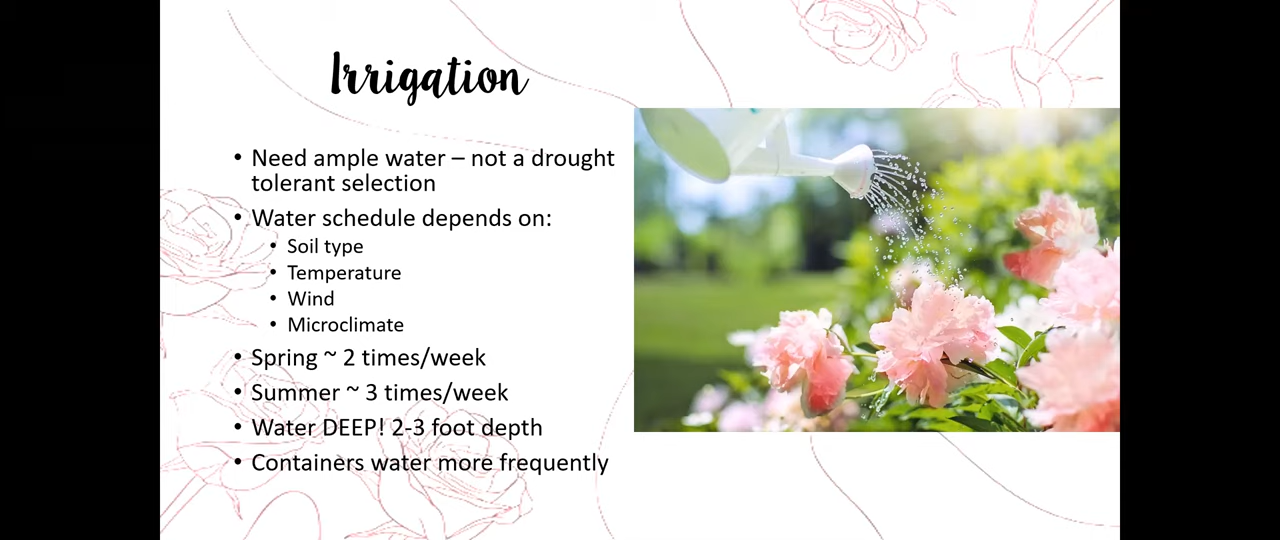 Irrigation
• Need ample water – not a drought
tolerant selection
• Water schedule depends on:
• Soil type
• Temperature
• Wind
• Microclimate
• Spring ~ 2 times/week
• Summer ~ 3 times/week
• Water DEEP! 2-3 foot depth
• Containers water more frequently